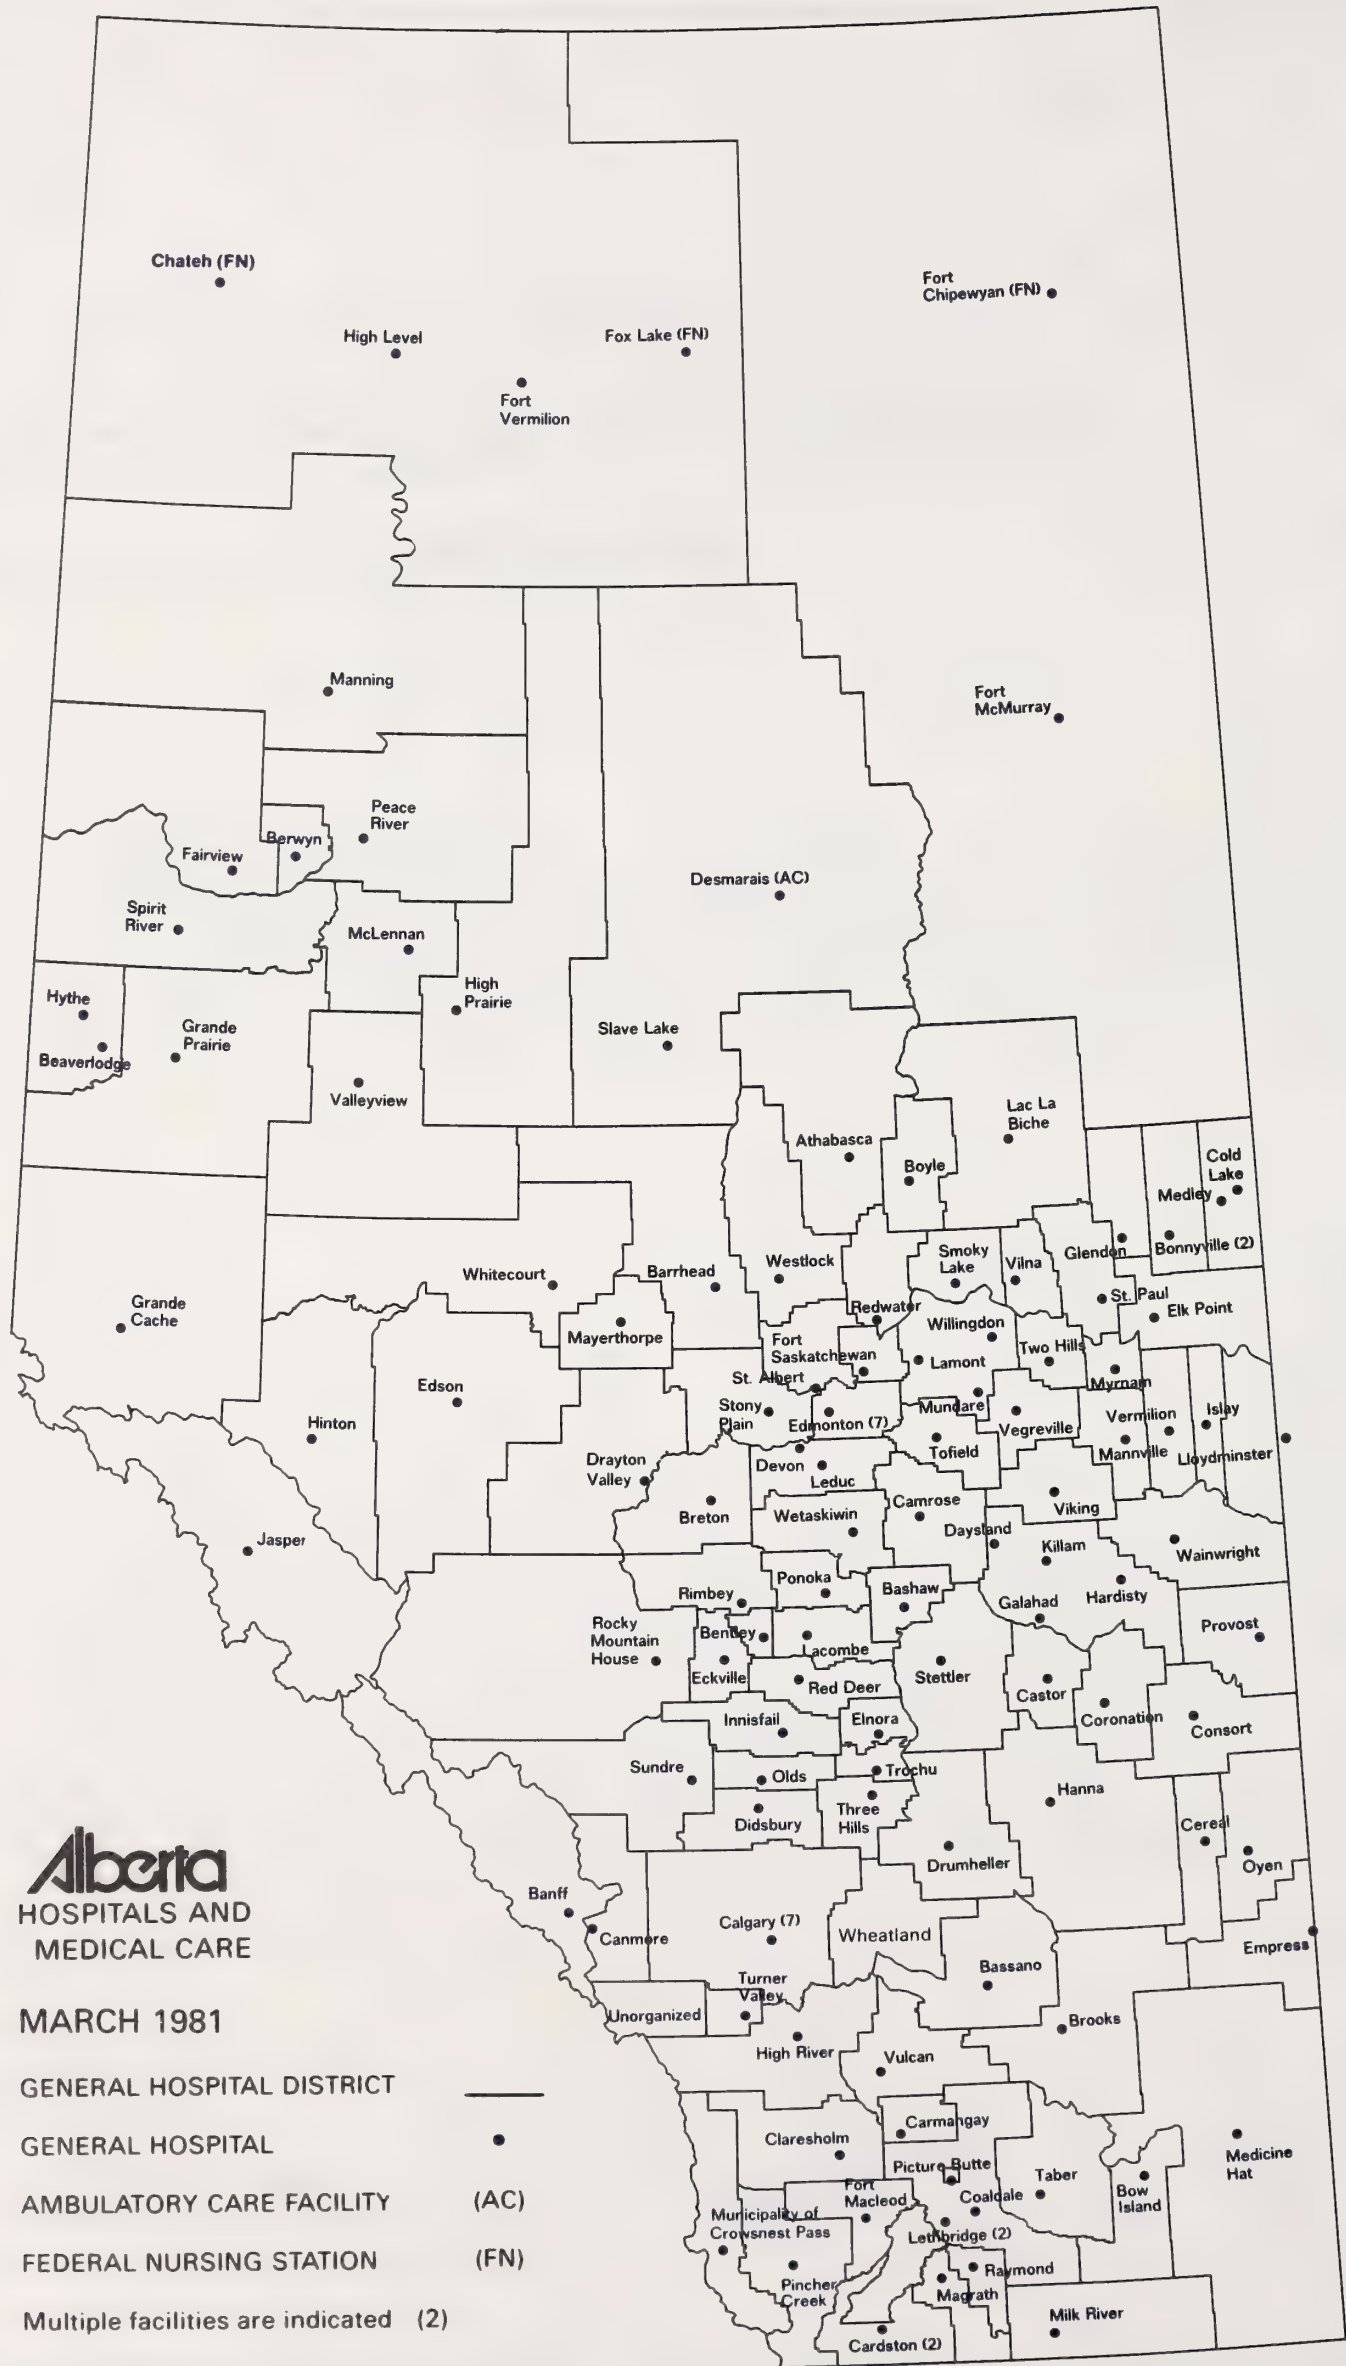 Chateh (FN)
Fort
Chipewyan (FN)
High Level
Fox Lake (FN)
Fort
Vermilion
Manning
Fort
McMurray
Peace
River
Berwyn
Fairview
Desmarais (AC)
Spirit
River
McLennan
High
Prairie
Hythe
Grande
Prairie
Slave Lake
Beaverlodge
Valleyview
Lac La
Biche
Athabasca
Boyle
Cold
Lake
Medley
Glendon
Bonnyville (2)
Smoky
Lake
Vilna
Westlock
Whitecourt
Barrhead
St. Paul
Elk Point
Grande
Cache
Redwater
Mayerthorpe
Willingdon
Fort
Saskatchewan
Two Hills
Lamont
St. Albert
Myrnam
Edson
Stony
Plain
Edmonton (7)
Mundare
Vermilion
Islay
Hinton
Vegreville
Mannville
Lloydminster
Tofield
Drayton
Valley
Devon
Leduc
Breton
Wetaskiwin
Camrose
Viking
Daysland
Killam
Wainwright
Jasper
Ponoka
Rimbey
Bashaw
Hardisty
Galahad
Rocky
Mountain
House
Bentley
Lacombe
Provost
Eckville
Red Deer
Stettler
Castor
Coronation
Consort
Innisfail
Elnora
Sundre
Olds
Trochu
Hanna
Three
Hills
Didsbury
Cereal
Drumheller
Oyen
Alberta
HOSPITALS AND
MEDICAL CARE
Banff
Canmore
Calgary (7)
Wheatland
Empress
Bassano
Turner
Valley
Unorganized
Brooks
MARCH 1981
High River
Vulcan
GENERAL HOSPITAL DISTRICT
Carmangay
GENERAL HOSPITAL
Claresholm
Medicine
Hat
Picture Butte
Taber
Bow
Island
Fort
Macleod
Coaldale
AMBULATORY CARE FACILITY (AC)
Municipality of
Crowsnest Pass
Lethbridge (2)
FEDERAL NURSING STATION (FN)
Raymond
Pincher
Creek
Magrath
Milk River
Multiple facilities are indicated (2)
Cardston (2)